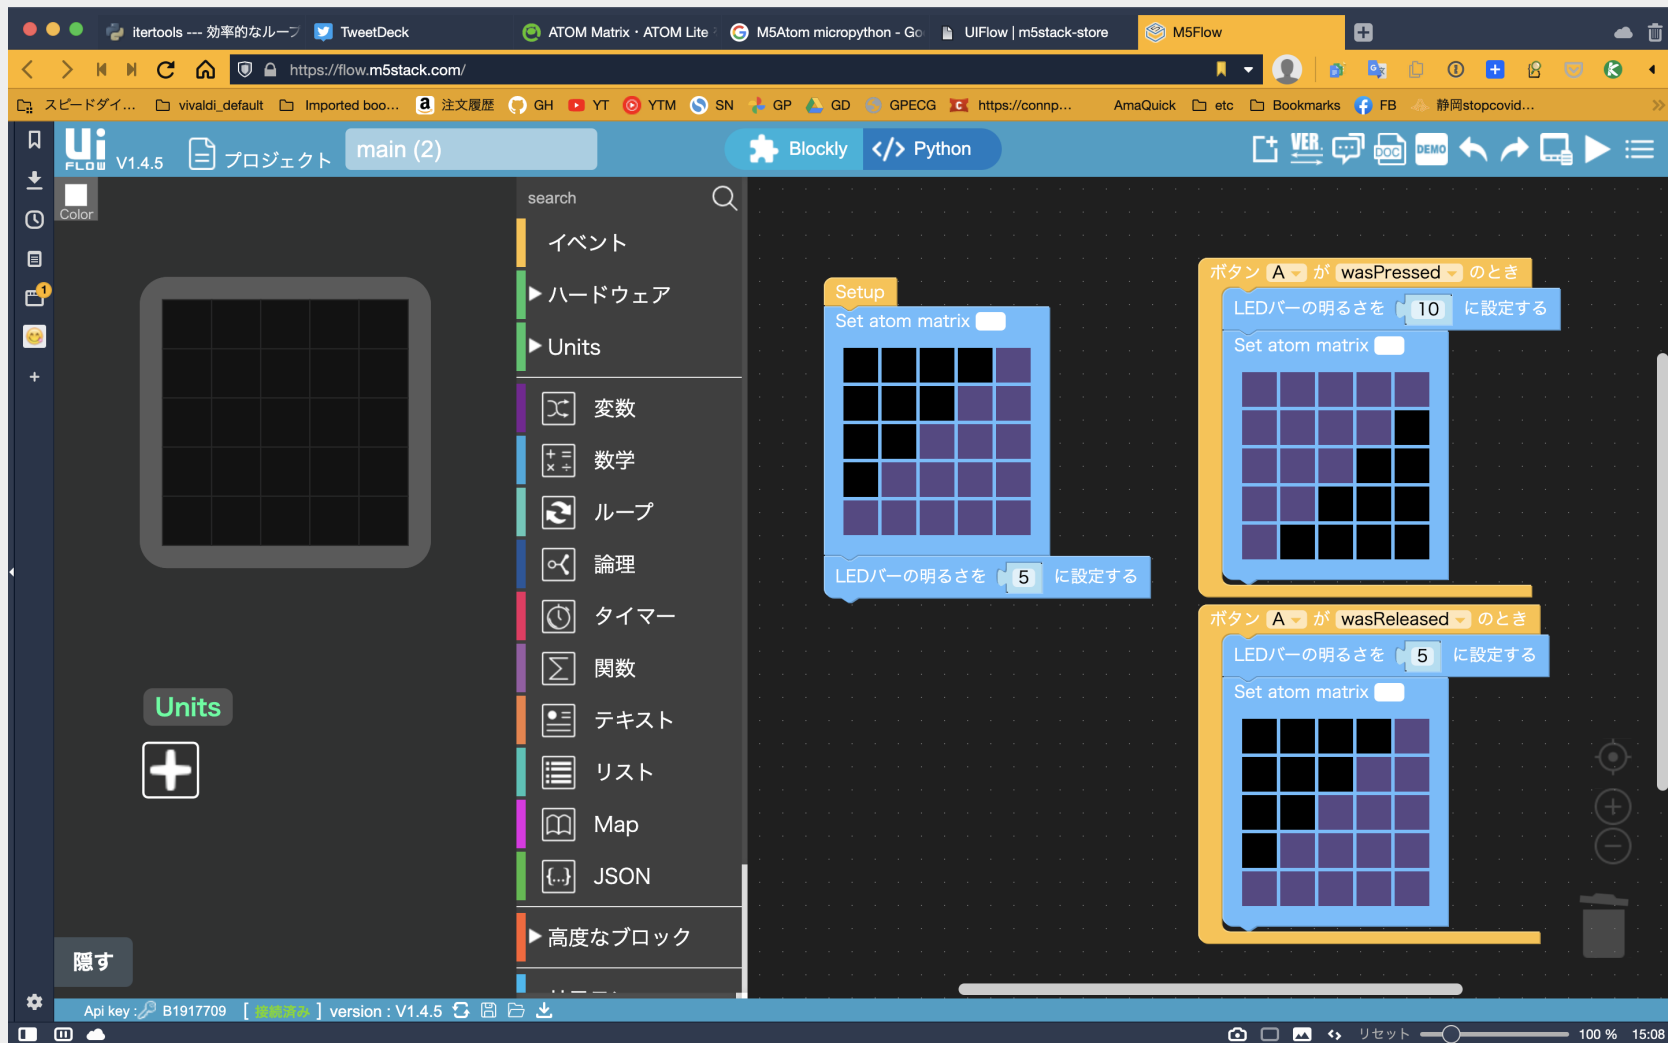 itertools --- 効率的なループ
TweetDeck
ATOM Matrix・ATOM Lite
M5Atom micropython - Go
UIFlow | m5stack-store
M5Flow
https://flow.m5stack.com/
スピードダイ...
vivaldi_default
Imported boo...
注文履歴
GH
YT
YTM
SN
GP
GD
GPECG
https://connp...
AmaQuick
etc
Bookmarks
FB
静岡stopcovid...
Ui
FLOW
V1.4.5
プロジェクト
main (2)
Blockly
</> Python
VER.
DOC
DEMO
Color
search
イベント
ハードウェア
Units
変数
数学
ループ
論理
タイマー
関数
テキスト
リスト
Map
JSON
高度なブロック
Setup
Set atom matrix
LEDバーの明るさを 5 に設定する
ボタン A が wasPressed のとき
LEDバーの明るさを 10 に設定する
Set atom matrix
ボタン A が wasReleased のとき
LEDバーの明るさを 5 に設定する
Set atom matrix
Units
隠す
Api key : B1917709 [ 接続済み ] version : V1.4.5
リセット
100 %
15:08